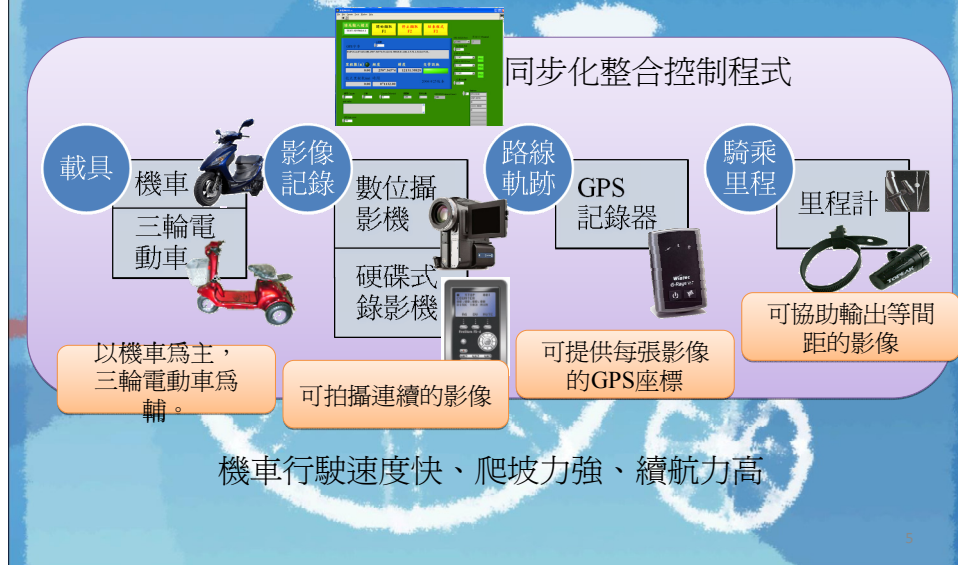 同步化整合控制程式
載具
機車
三輪電
動車
以機車為主，
三輪電動車為
輔。
影像
記錄
數位攝
影機
硬碟式
錄影機
可拍攝連續的影像
路線
軌跡
GPS
記錄器
Wintec
可提供每張影像
的GPS座標
騎乘
里程
里程計
TOPEAK
可協助輸出等間
距的影像
機車行駛速度快、爬坡力強、續航力高
5